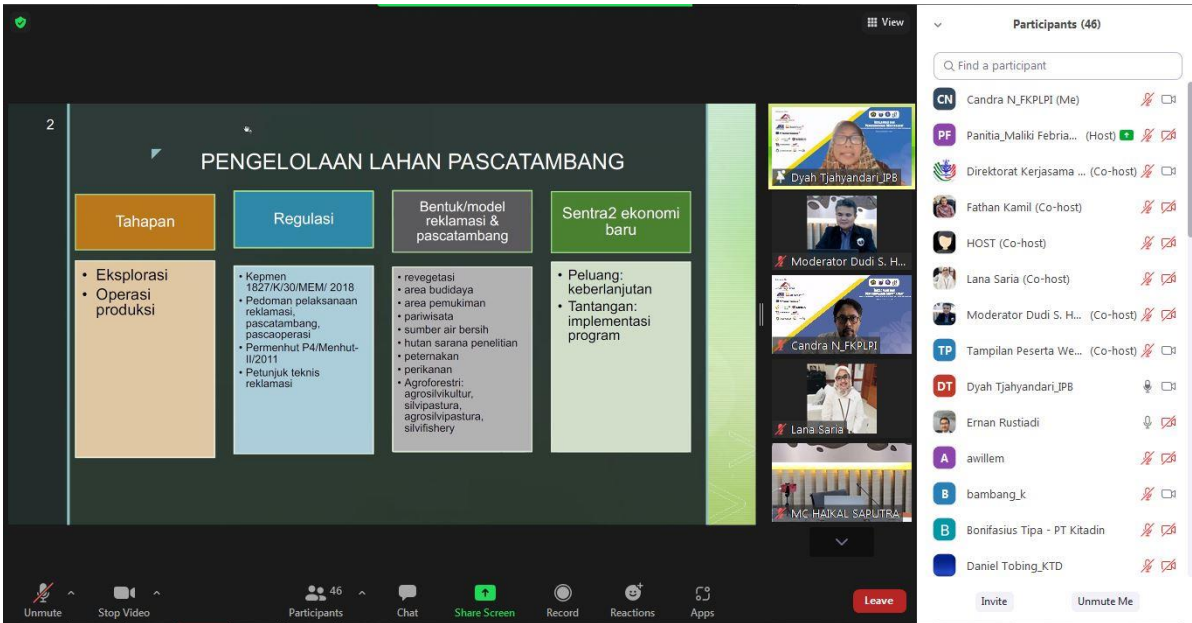 View
2
PENGELOLAAN LAHAN PASCATAMBANG
Tahapan
• Eksplorasi
• Operasi
produksi
Regulasi
• Kepmen
1827/K/30/MEM/ 2018
• Pedoman pelaksanaan
reklamasi,
pascatambang,
pascaoperasi
• Permenhut P4/Menhut-
II/2011
• Petunjuk teknis
reklamasi
Bentuk/model
reklamasi &
pascatambang
• revegetasi
• area budidaya
• area pemukiman
• pariwisata
• sumber air bersih
• hutan sarana penelitian
• peternakan
• perikanan
• Agroforestri:
agrosilvikultur,
silvipastura,
agrosilvipastura,
silvifishery
Sentra2 ekonomi
baru
• Peluang:
keberlanjutan
• Tantangan:
implementasi
program
Dyah Tjahyandari_IPB
Moderator Dudi S. H...
Candra N_FKPLPI
Lana Saria
MC HAIKAL SAPUTRA
Unmute
Stop Video
46
Participants
Chat
Share Screen
Record
Reactions
Apps
Leave
Participants (46)
Find a participant
CN Candra N_FKPLPI (Me)
PF Panitia_Maliki Febria... (Host)
Direktorat Kerjasama ... (Co-host)
Fathan Kamil (Co-host)
HOST (Co-host)
Lana Saria (Co-host)
Moderator Dudi S. H... (Co-host)
TP Tampilan Peserta We... (Co-host)
DT Dyah Tjahyandari_IPB
Ernan Rustiadi
A awillem
B bambang_k
B Bonifasius Tipa - PT Kitadin
Daniel Tobing_KTD
Invite
Unmute Me